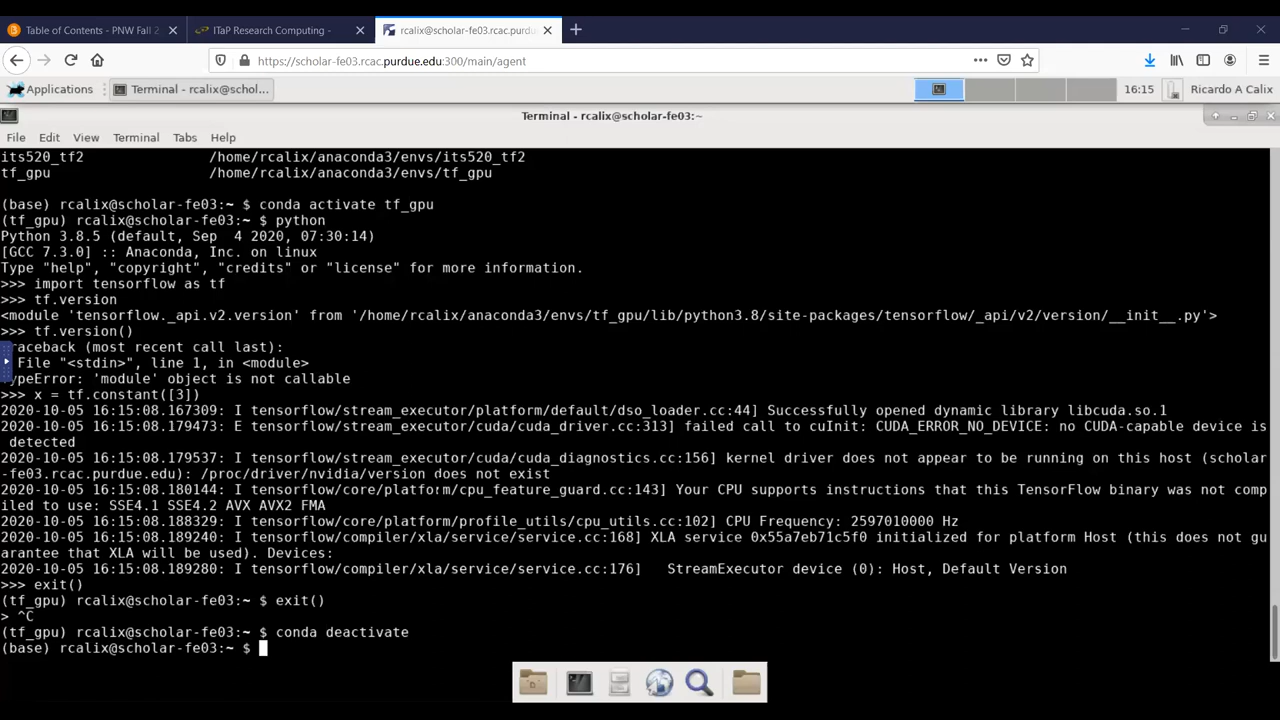 Table of Contents - PNW Fall 2
ITaP Research Computing -
rcalix@scholar-fe03.rcac.purdu
https://scholar-fe03.rcac.purdue.edu:300/main/agent
Applications
Terminal - rcalix@schol...
16:15
Ricardo A Calix
Terminal - rcalix@scholar-fe03:~
File Edit View Terminal Tabs Help
its520_tf2 /home/rcalix/anaconda3/envs/its520_tf2
tf_gpu /home/rcalix/anaconda3/envs/tf_gpu
(base) rcalix@scholar-fe03:~ $ conda activate tf_gpu
(tf_gpu) rcalix@scholar-fe03:~ $ python
Python 3.8.5 (default, Sep  4 2020, 07:30:14)
[GCC 7.3.0] :: Anaconda, Inc. on linux
Type "help", "copyright", "credits" or "license" for more information.
>>> import tensorflow as tf
>>> tf.version
<module 'tensorflow._api.v2.version' from '/home/rcalix/anaconda3/envs/tf_gpu/lib/python3.8/site-packages/tensorflow/_api/v2/version/__init__.py'>
>>> tf.version()
raceback (most recent call last):
File "<stdin>", line 1, in <module>
ypeError: 'module' object is not callable
>>> x = tf.constant([3])
2020-10-05 16:15:08.167309: I tensorflow/stream_executor/platform/default/dso_loader.cc:44] Successfully opened dynamic library libcuda.so.1
2020-10-05 16:15:08.179473: E tensorflow/stream_executor/cuda/cuda_driver.cc:313] failed call to cuInit: CUDA_ERROR_NO_DEVICE: no CUDA-capable device is
detected
2020-10-05 16:15:08.179537: I tensorflow/stream_executor/cuda/cuda_diagnostics.cc:156] kernel driver does not appear to be running on this host (scholar
-fe03.rcac.purdue.edu): /proc/driver/nvidia/version does not exist
2020-10-05 16:15:08.180144: I tensorflow/core/platform/cpu_feature_guard.cc:143] Your CPU supports instructions that this TensorFlow binary was not comp
iled to use: SSE4.1 SSE4.2 AVX AVX2 FMA
2020-10-05 16:15:08.188329: I tensorflow/core/platform/profile_utils/cpu_utils.cc:102] CPU Frequency: 2597010000 Hz
2020-10-05 16:15:08.189240: I tensorflow/compiler/xla/service/service.cc:168] XLA service 0x55a7eb71c5f0 initialized for platform Host (this does not gu
arantee that XLA will be used). Devices:
2020-10-05 16:15:08.189280: I tensorflow/compiler/xla/service/service.cc:176]   StreamExecutor device (0): Host, Default Version
>>> exit()
(tf_gpu) rcalix@scholar-fe03:~ $ exit()
> ^C
(tf_gpu) rcalix@scholar-fe03:~ $ conda deactivate
(base) rcalix@scholar-fe03:~ $